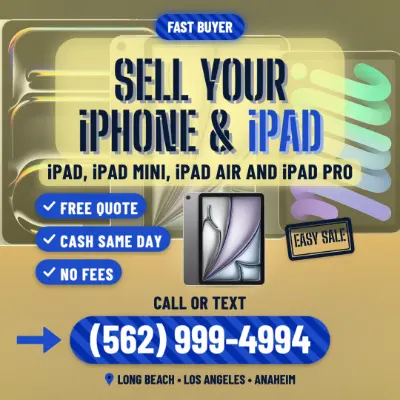 FAST BUYER
SELL YOUR
iPHONE & iPAD
iPAD, iPAD MINI, iPAD AIR AND iPAD PRO
FREE QUOTE
CASH SAME DAY
NO FEES
EASY SALE
CALL OR TEXT
(562) 999-4994
LONG BEACH • LOS ANGELES • ANAHEIM